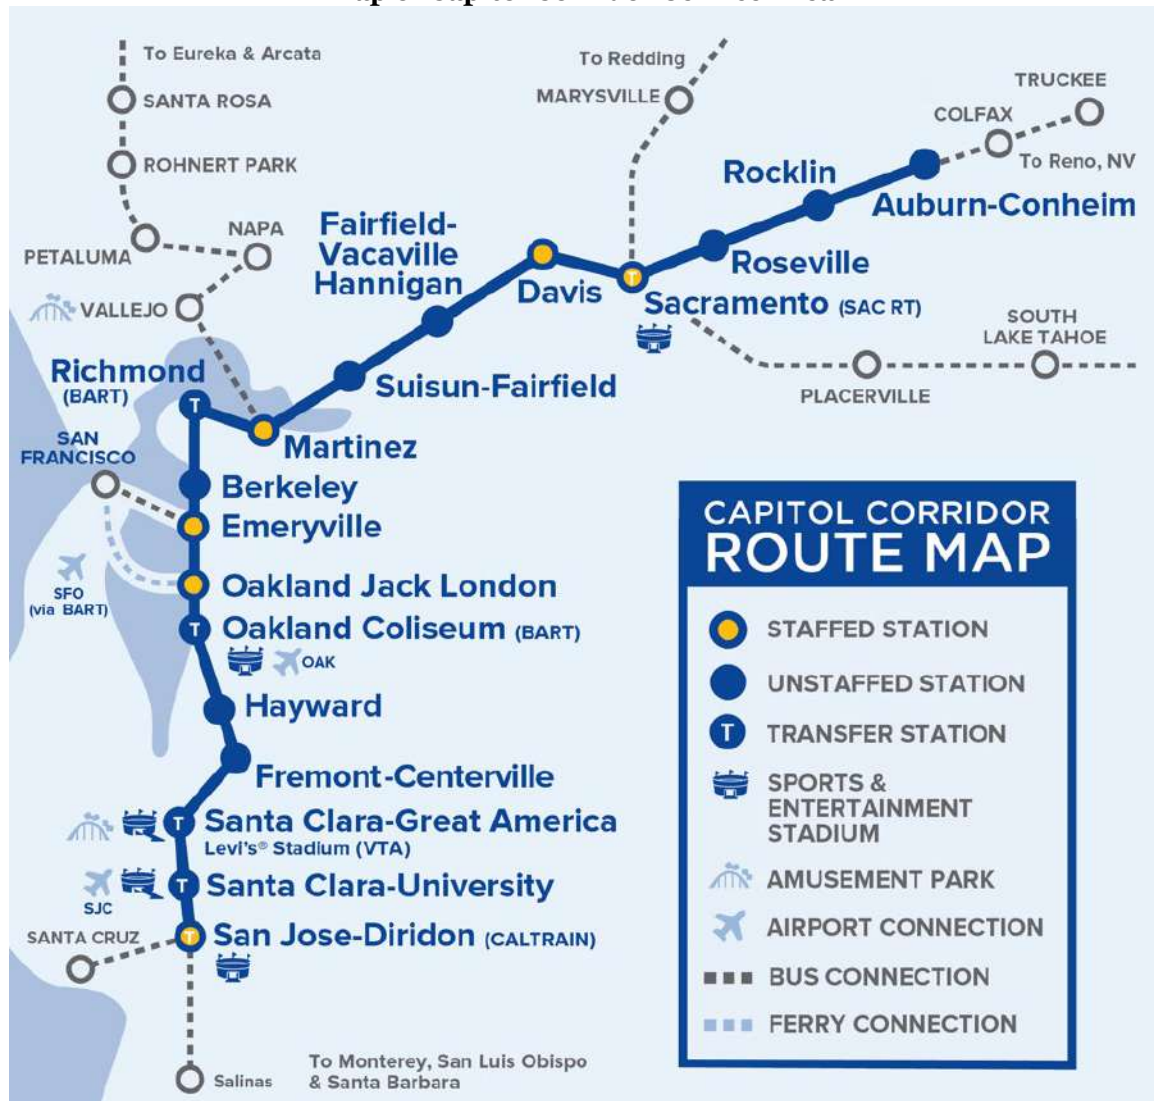 To Eureka & Arcata
SANTA ROSA
ROHNERT PARK
PETALUMA
NAPA
VALLEJO
To Redding
MARYSVILLE
TRUCKEE
COLFAX
To Reno, NV
Rocklin
Auburn-Conheim
Roseville
Fairfield-
Vacaville
Hannigan
Davis
T
Sacramento (SAC RT)
SOUTH
LAKE TAHOE
PLACERVILLE
Suisun-Fairfield
Richmond
(BART)
T
Martinez
SAN
FRANCISCO
Berkeley
Emeryville
SFO
(via BART)
Oakland Jack London
T
Oakland Coliseum (BART)
OAK
Hayward
Fremont-Centerville
T
Santa Clara-Great America
Levi's® Stadium (VTA)
SJC
T
Santa Clara-University
SANTA CRUZ
T
San Jose-Diridon (CALTRAIN)
Salinas
To Monterey, San Luis Obispo
& Santa Barbara
CAPITOL CORRIDOR
ROUTE MAP
STAFFED STATION
UNSTAFFED STATION
T
TRANSFER STATION
SPORTS &
ENTERTAINMENT
STADIUM
AMUSEMENT PARK
AIRPORT CONNECTION
BUS CONNECTION
FERRY CONNECTION